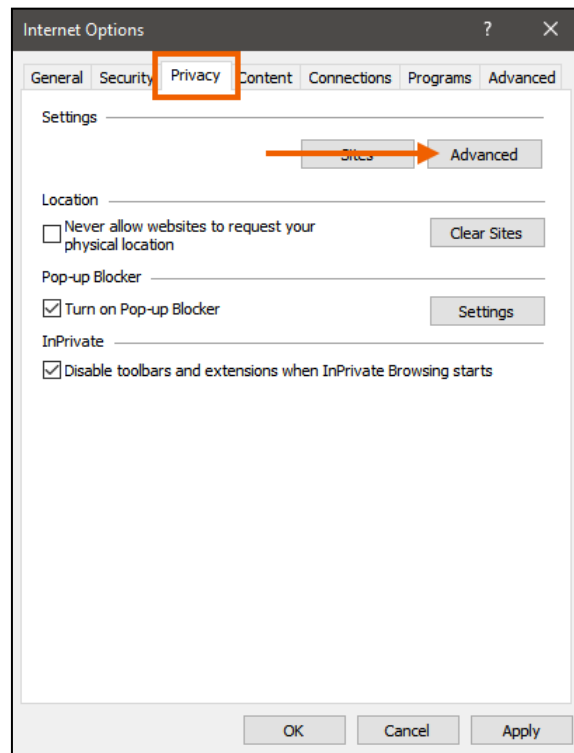 Internet Options ?
General Security Privacy Content Connections Programs Advanced
Settings
Sites Advanced
Location
Never allow websites to request your
physical location
Clear Sites
Pop-up Blocker
Turn on Pop-up Blocker
Settings
InPrivate
Disable toolbars and extensions when InPrivate Browsing starts
OK Cancel Apply